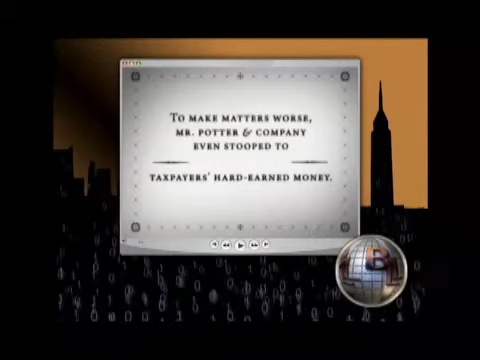 TO MAKE MATTERS WORSE,
MR. POTTER & COMPANY
EVEN STOOPED TO
TAXPAYERS' HARD-EARNED MONEY.